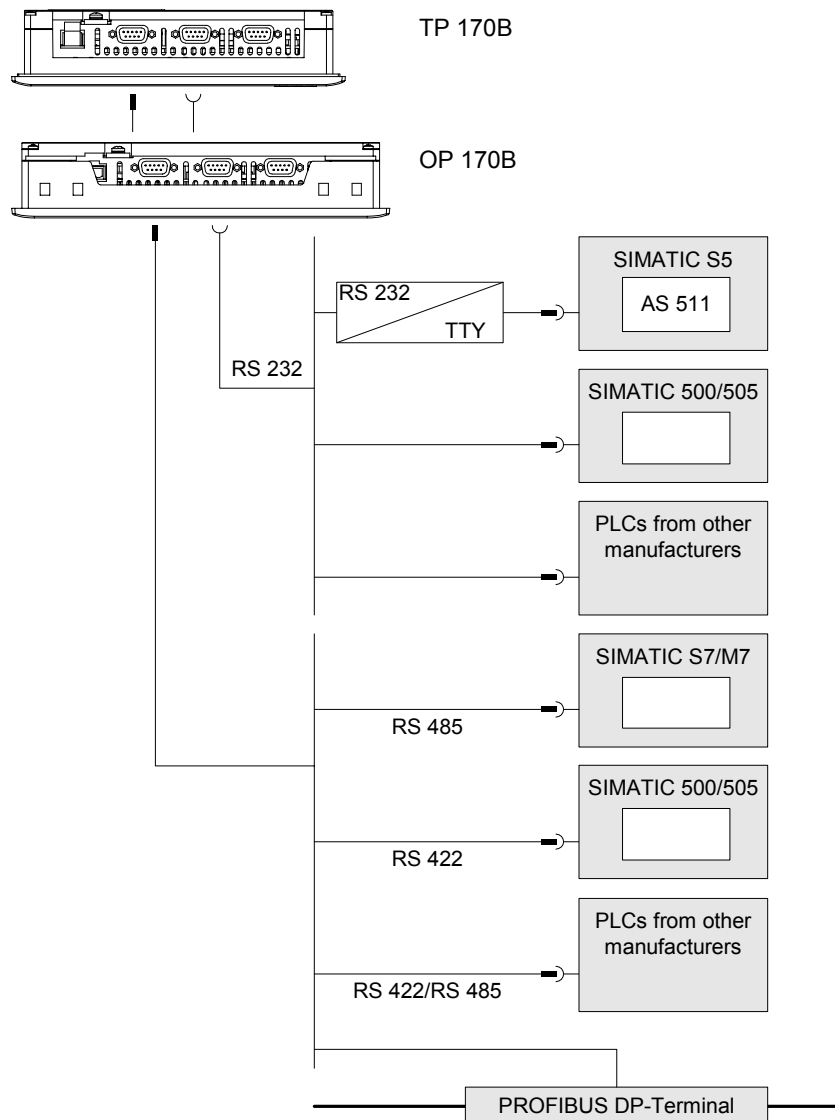 TP 170B
OP 170B
SIMATIC S5
AS 511
RS 232
TTY
RS 232
SIMATIC 500/505
PLCs from other
manufacturers
SIMATIC S7/M7
RS 485
SIMATIC 500/505
RS 422
PLCs from other
manufacturers
RS 422/RS 485
PROFIBUS DP-Terminal